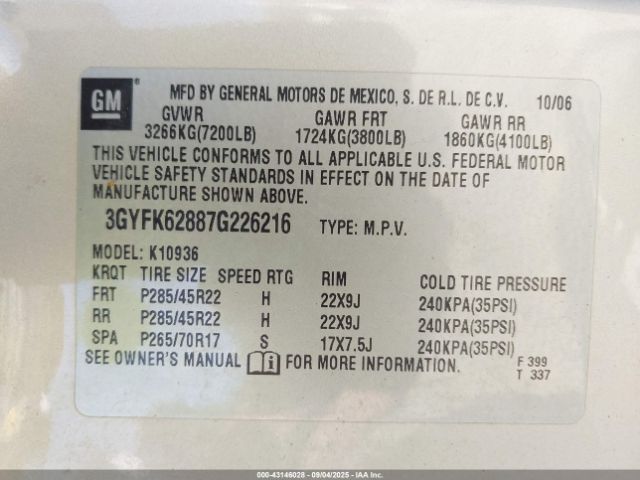 GM
MFD BY GENERAL MOTORS DE MEXICO, S. DE R.L. DE C.V. 10/06
GVWR GAWR FRT GAWR RR
3266KG(7200LB) 1724KG(3800LB) 1860KG(4100LB)
THIS VEHICLE CONFORMS TO ALL APPLICABLE U.S. FEDERAL MOTOR
VEHICLE SAFETY STANDARDS IN EFFECT ON THE DATE OF
MANUFACTURE SHOWN ABOVE.
3GYFK62887G226216 TYPE: M.P.V.
MODEL: K10936
KRQT TIRE SIZE SPEED RTG RIM COLD TIRE PRESSURE
FRT P285/45R22 H 22X9J 240KPA(35PSI)
RR P285/45R22 H 22X9J 240KPA(35PSI)
SPA P265/70R17 S 17X7.5J 240KPA(35PSI)
SEE OWNER'S MANUAL i FOR MORE INFORMATION. F 399
T 337
000-43146028 - 09/04/2025 - IAA Inc.